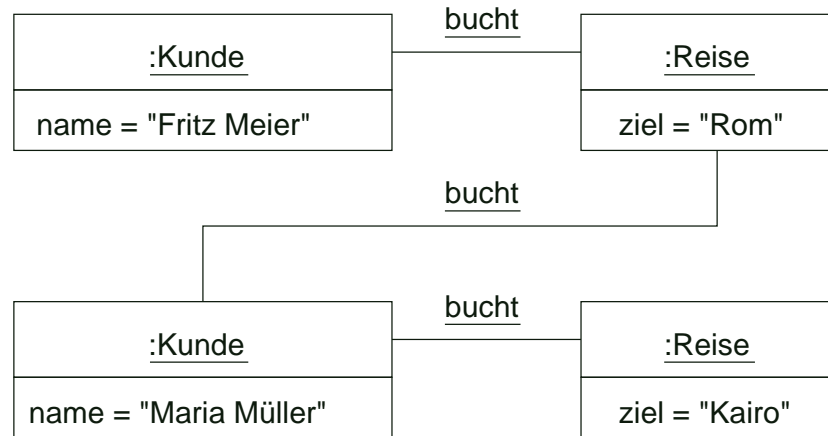 bucht
:Kunde
:Reise
name = "Fritz Meier"
ziel = "Rom"
bucht
bucht
:Kunde
:Reise
name = "Maria Müller"
ziel = "Kairo"